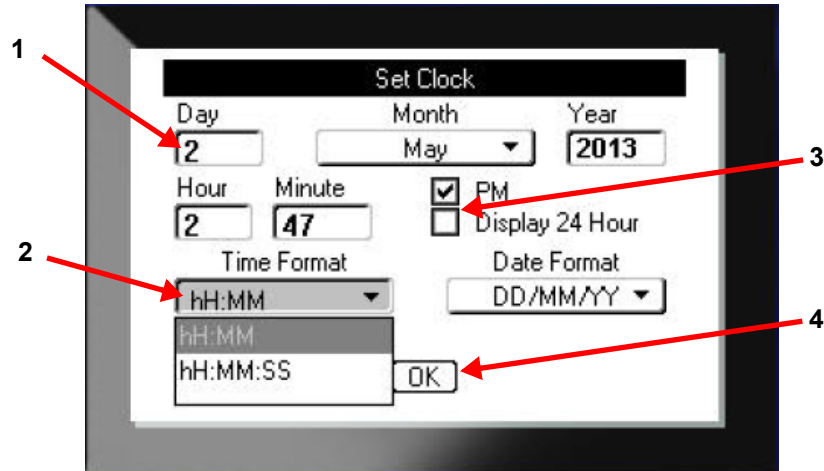 1
Set Clock
Day Month Year
2 May 2013
3
Hour Minute PM
2 47 Display 24 Hour
2
Time Format Date Format
hH:MM DD/MM/YY
hH:MM
4
hH:MM:SS OK